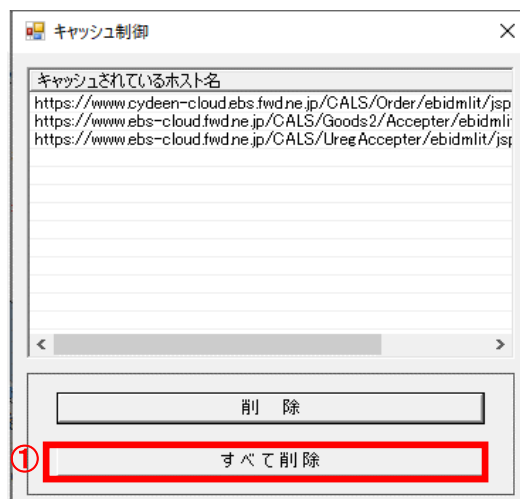 キャッシュ制御
キャッシュされているホスト名
https://www.cydeen-cloud.ebs.fwd.ne.jp/CALS/Order/ebidmlit/jsp
https://www.ebs-cloud.fwd.ne.jp/CALS/Goods2/Accepter/ebidmlit
https://www.ebs-cloud.fwd.ne.jp/CALS/UregAccepter/ebidmlit/jsp
削 除
① すべて削除